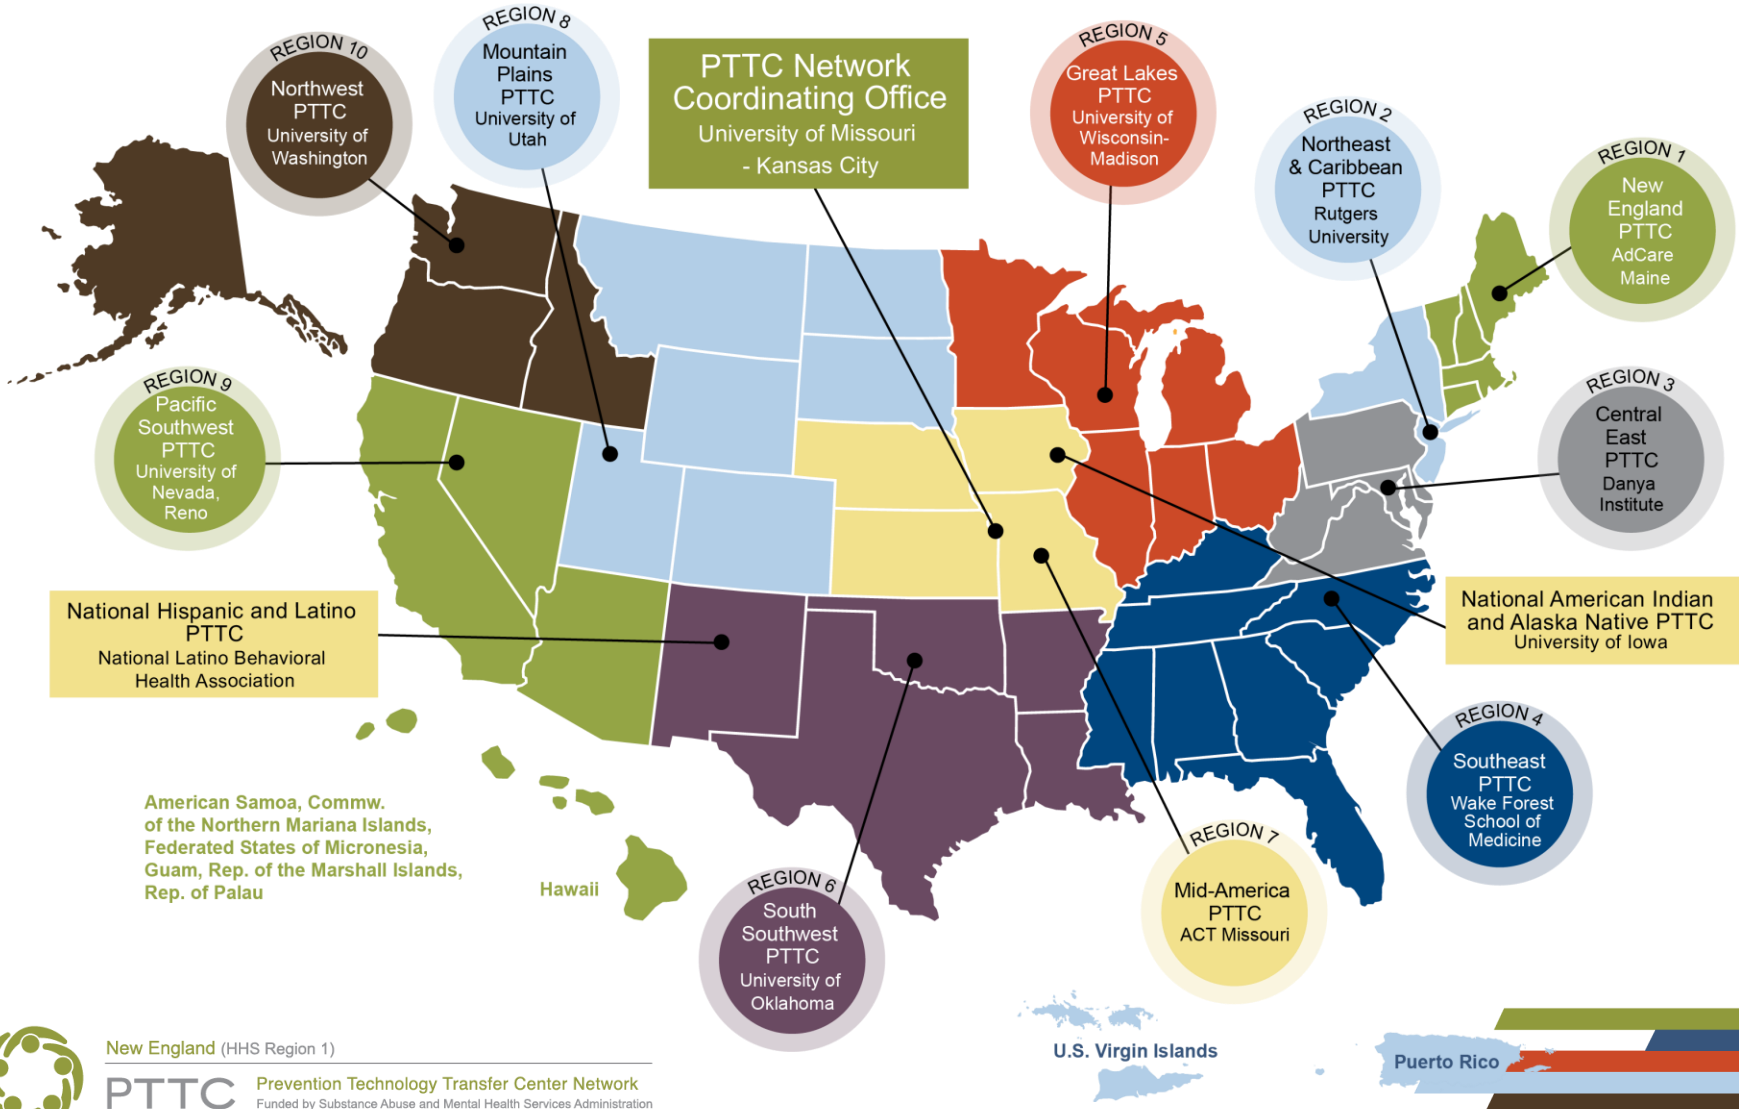 REGION 10
Northwest
PTTC
University of
Washington
REGION 8
Mountain
Plains
PTTC
University of
Utah
PTTC Network
Coordinating Office
University of Missouri
- Kansas City
REGION 5
Great Lakes
PTTC
University of
Wisconsin-
Madison
REGION 2
Northeast
& Caribbean
PTTC
Rutgers
University
REGION 1
New
England
PTTC
AdCare
Maine
REGION 9
Pacific
Southwest
PTTC
University of
Nevada,
Reno
REGION 3
Central
East
PTTC
Danya
Institute
National Hispanic and Latino
PTTC
National Latino Behavioral
Health Association
National American Indian
and Alaska Native PTTC
University of Iowa
REGION 4
Southeast
PTTC
Wake Forest
School of
Medicine
American Samoa, Commw.
of the Northern Mariana Islands,
Federated States of Micronesia,
Guam, Rep. of the Marshall Islands,
Rep. of Palau
Hawaii
REGION 6
South
Southwest
PTTC
University of
Oklahoma
REGION 7
Mid-America
PTTC
ACT Missouri
U.S. Virgin Islands
Puerto Rico
New England (HHS Region 1)
PTTC
Prevention Technology Transfer Center Network
Funded by Substance Abuse and Mental Health Services Administration